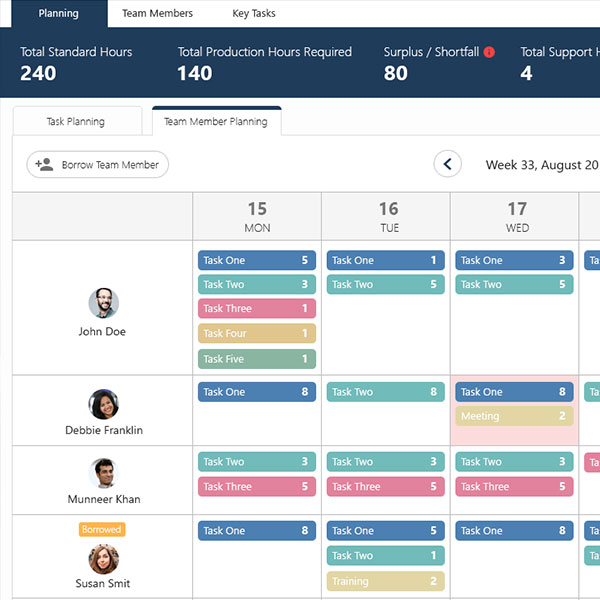 Planning Team Members Key Tasks
Total Standard Hours Total Production Hours Required Surplus / Shortfall Total Support
240 140 80 4
Task Planning Team Member Planning
Borrow Team Member Week 33, August 20
15 16 17
MON TUE WED
Task One 5 Task One 1 Task One 3
Task Two 3 Task Two 5 Task Two 5
Task Three 1
Task Four 1
Task Five 1
John Doe
Task One 8 Task Two 8 Task One 8
Meeting 2
Debbie Franklin
Task Two 3 Task Two 3 Task Two 3
Task Three 5 Task Three 5 Task Three 5
Munneer Khan
Borrowed
Task One 8 Task One 5 Task One 8
Task Two 1
Training 2
Susan Smit